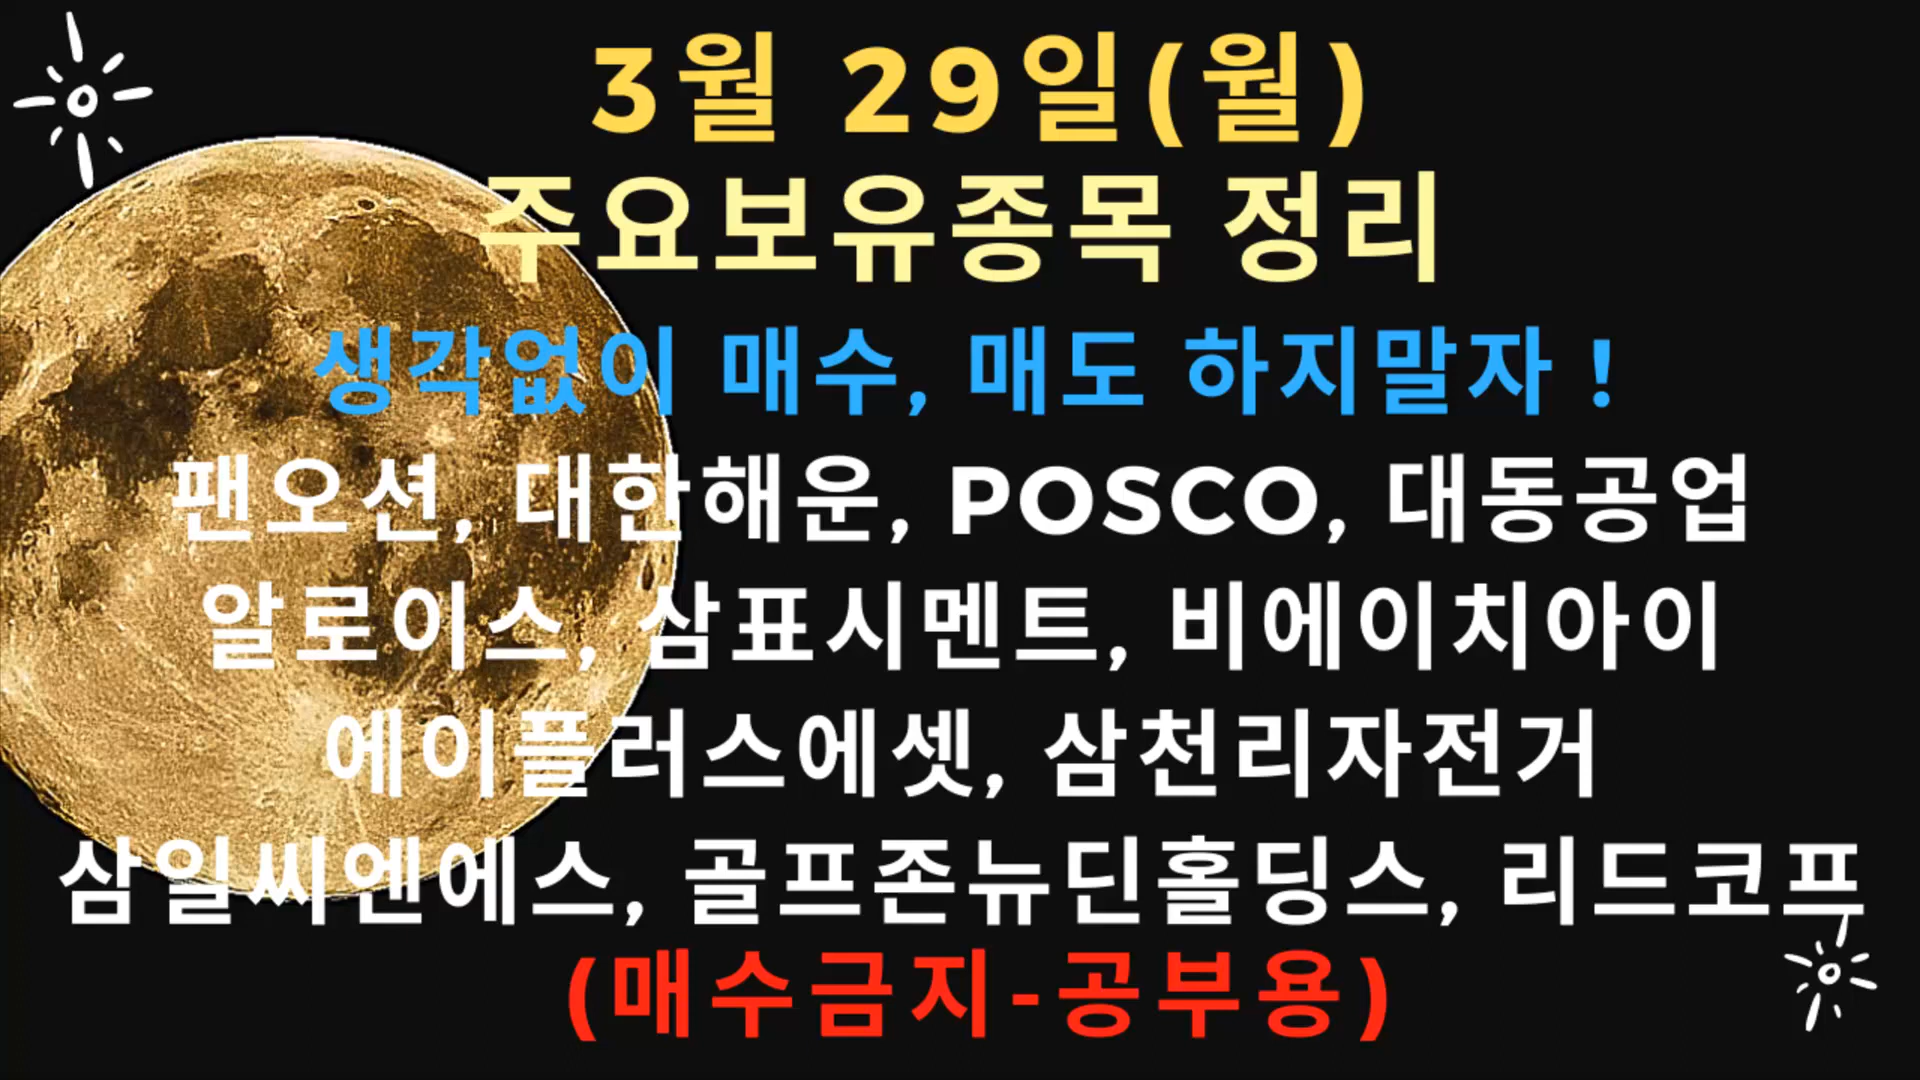 3월 29일(월)
주요보유종목 정리
생각없이 매수, 매도 하지말자 !
팬오션, 대한해운, POSCO, 대동공업
알로이스, 삼표시멘트, 비에이치아이
에이플러스에셋, 삼천리자전거
삼일씨엔에스, 골프존뉴딘홀딩스, 리드코프
(매수금지-공부용)